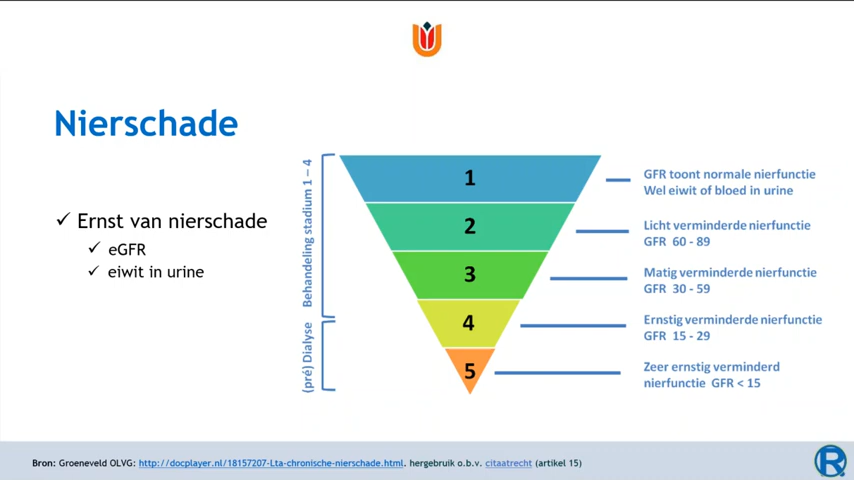 Nierschade
✓ Ernst van nierschade
✓ eGFR
✓ eiwit in urine
Behandeling stadium 1 – 4
(pré) Dialyse
1
2
3
4
5
GFR toont normale nierfunctie
Wel eiwit of bloed in urine
Licht verminderde nierfunctie
GFR 60 - 89
Matig verminderde nierfunctie
GFR 30 - 59
Ernstig verminderde nierfunctie
GFR 15 - 29
Zeer ernstig verminderd
nierfunctie GFR < 15
Bron: Groeneveld OLVG: http://docplayer.nl/18157207-Lta-chronische-nierschade.html. hergebruik o.b.v. citaatrecht (artikel 15)
R